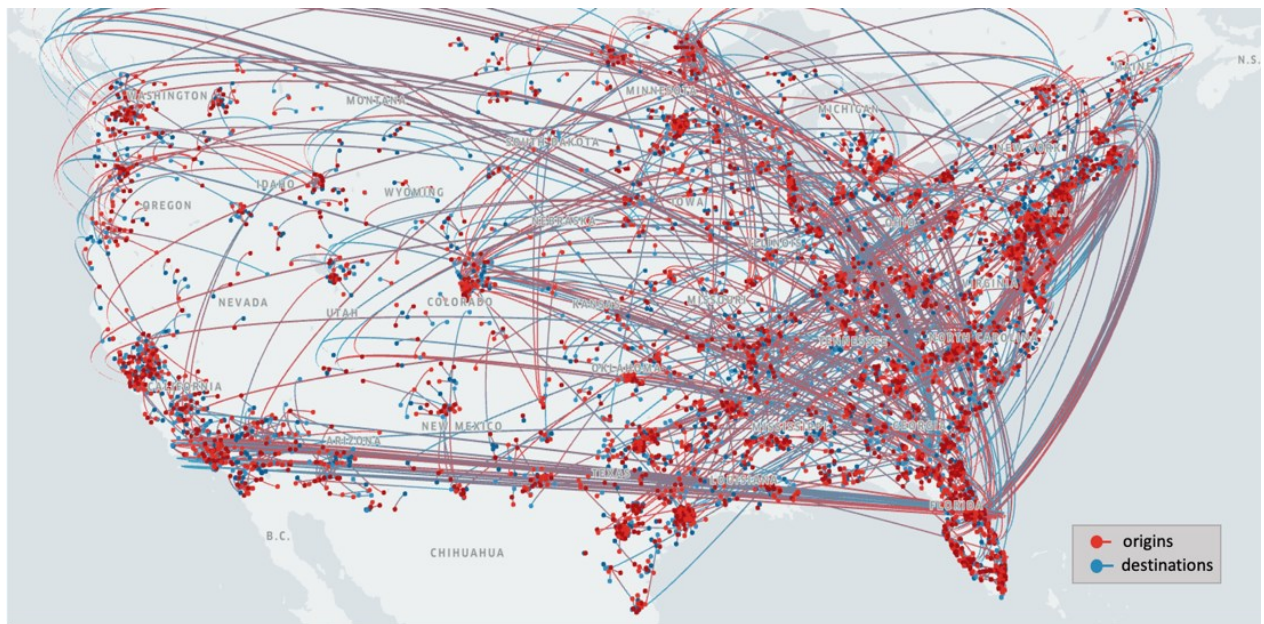 N.S.
MAINE
WASHINGTON
MONTANA
MINNESOTA
MICHIGAN
SOUTH DAKOTA
NEW YORK
IDAHO
WYOMING
OREGON
IOWA
NEBRASKA
N.J.
OHIO
ILLINOIS
NEVADA
UTAH
COLORADO
KANSAS
MISSOURI
VIRGINIA
TENNESSEE
NORTH CAROLINA
OKLAHOMA
CALIFORNIA
NEW MEXICO
ARIZONA
MISSISSIPPI
GEORGIA
TEXAS
LOUISIANA
FLORIDA
B.C.
CHIHUAHUA
origins
destinations